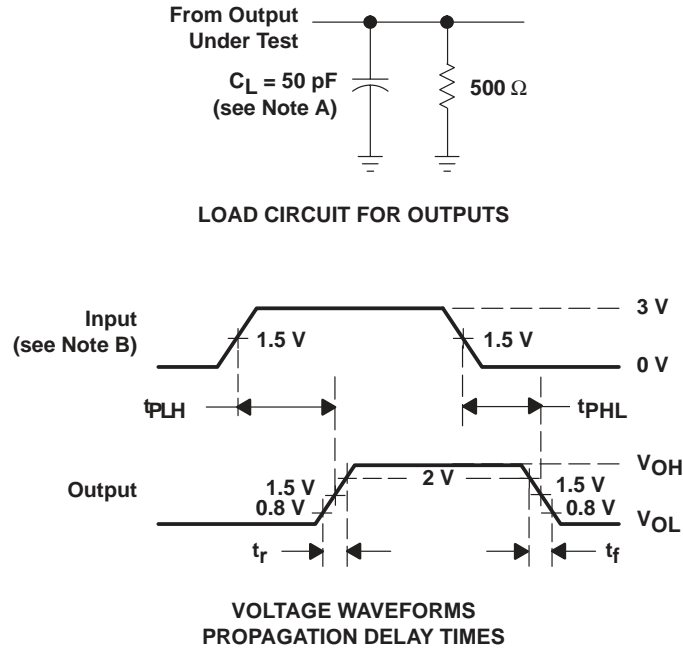 From Output
Under Test
CL = 50 pF
(see Note A)
500 Ω
LOAD CIRCUIT FOR OUTPUTS
Input
(see Note B)
1.5 V
1.5 V
3 V
0 V
tPLH
tPHL
Output
1.5 V
0.8 V
2 V
1.5 V
0.8 V
VOH
VOL
tr
tf
VOLTAGE WAVEFORMS
PROPAGATION DELAY TIMES